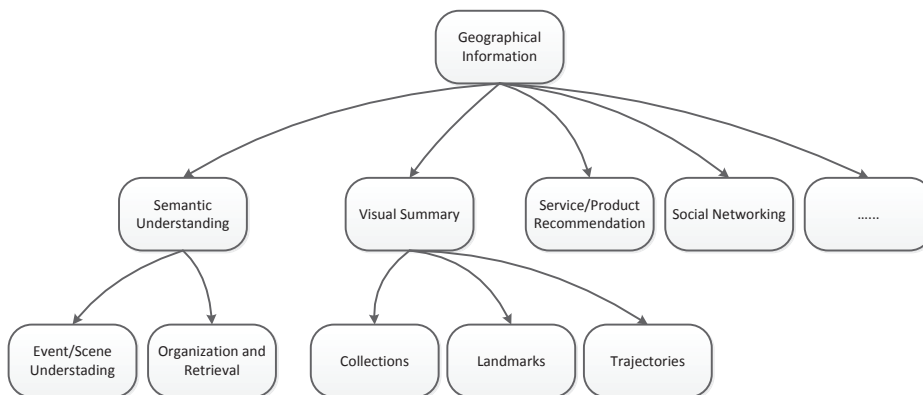 Geographical
Information
Semantic
Understanding
Visual Summary
Service/Product
Recommendation
Social Networking
…...
Event/Scene
Understading
Organization and
Retrieval
Collections
Landmarks
Trajectories